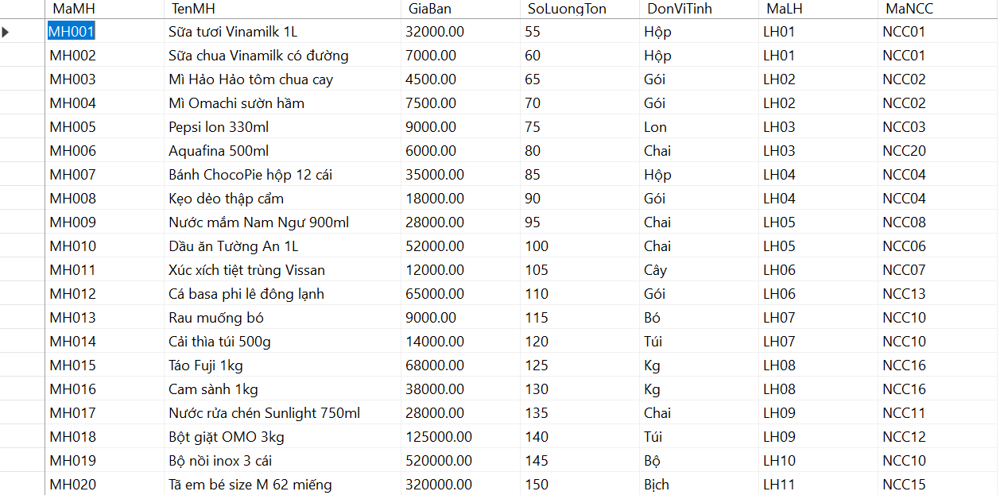 MaMH TenMH GiaBan SoLuongTon DonViTinh MaLH MaNCC
MH001 Sữa tươi Vinamilk 1L 32000.00 55 Hộp LH01 NCC01
MH002 Sữa chua Vinamilk có đường 7000.00 60 Hộp LH01 NCC01
MH003 Mì Hảo Hảo tôm chua cay 4500.00 65 Gói LH02 NCC02
MH004 Mì Omachi sườn hầm 7500.00 70 Gói LH02 NCC02
MH005 Pepsi lon 330ml 9000.00 75 Lon LH03 NCC03
MH006 Aquafina 500ml 6000.00 80 Chai LH03 NCC20
MH007 Bánh ChocoPie hộp 12 cái 35000.00 85 Hộp LH04 NCC04
MH008 Kẹo dẻo thập cẩm 18000.00 90 Gói LH04 NCC04
MH009 Nước mắm Nam Ngư 900ml 28000.00 95 Chai LH05 NCC08
MH010 Dầu ăn Tường An 1L 52000.00 100 Chai LH05 NCC06
MH011 Xúc xích tiệt trùng Vissan 12000.00 105 Cây LH06 NCC07
MH012 Cá basa phi lê đông lạnh 65000.00 110 Gói LH06 NCC13
MH013 Rau muống bó 9000.00 115 Bó LH07 NCC10
MH014 Cải thìa túi 500g 14000.00 120 Túi LH07 NCC10
MH015 Táo Fuji 1kg 68000.00 125 Kg LH08 NCC16
MH016 Cam sành 1kg 38000.00 130 Kg LH08 NCC16
MH017 Nước rửa chén Sunlight 750ml 28000.00 135 Chai LH09 NCC11
MH018 Bột giặt OMO 3kg 125000.00 140 Túi LH09 NCC12
MH019 Bộ nồi inox 3 cái 520000.00 145 Bộ LH10 NCC10
MH020 Tã em bé size M 62 miếng 320000.00 150 Bịch LH11 NCC15